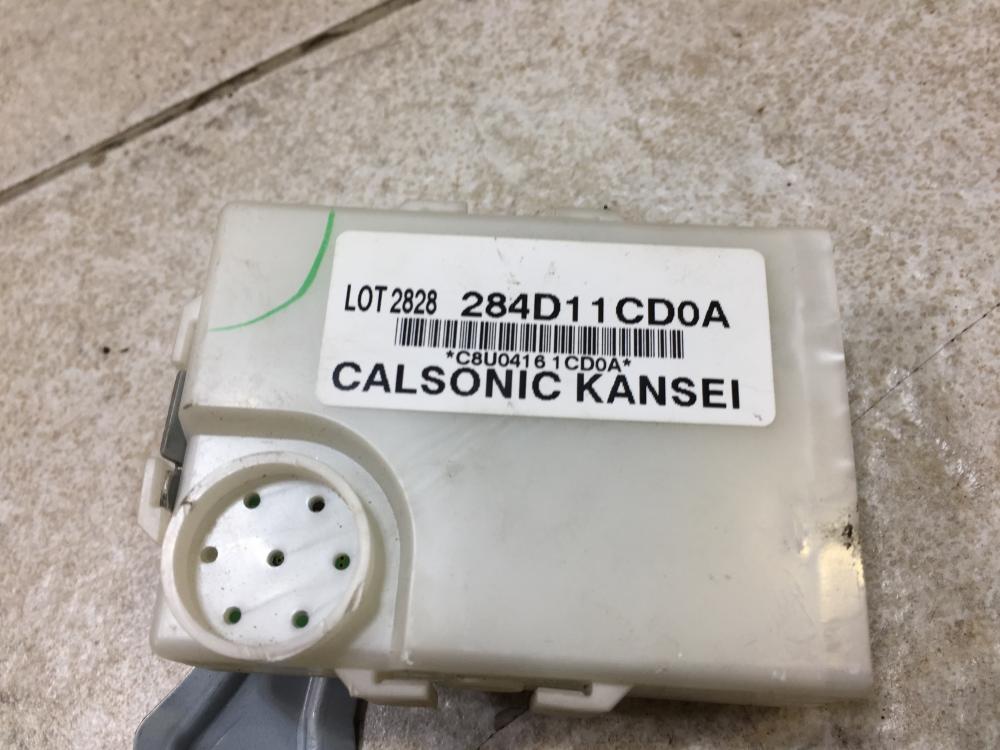 LOT 2828 284D11CD0A
*C8U0416 1CD0A*
CALSONIC KANSEI